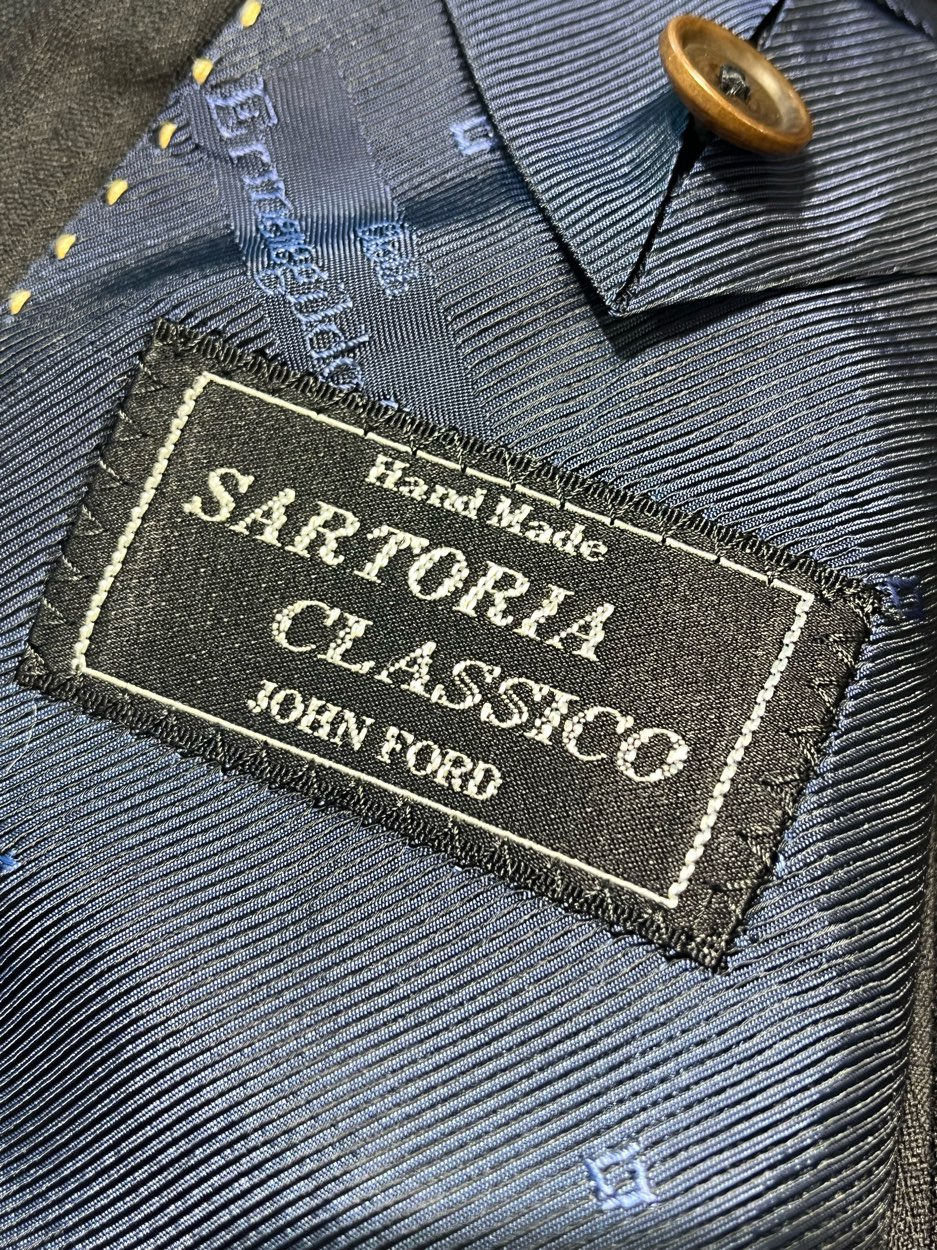 Ermenegildo
Hand Made
SARTORIA
CLASSICO
JOHN FORD